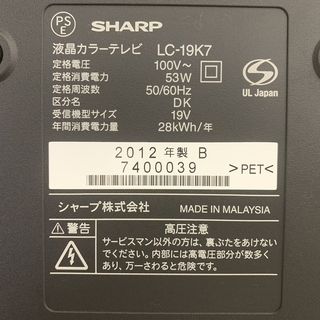 PS
E
SHARP
液晶カラーテレビ LC-19K7
定格電圧 100V~
定格消費電力 53W
定格周波数 50/60Hz
区分名 DK
受信機型サイズ 19V
年間消費電力量 28kWh/年
S
UL Japan
2012 年製 B
7400039
>PET<
シャープ株式会社 MADE IN MALAYSIA
警告 高圧注意
サービスマン以外の方は、裏ぶたをあけない
でください。内部には高電圧部分が数多く
あり、万一さわると危険です。